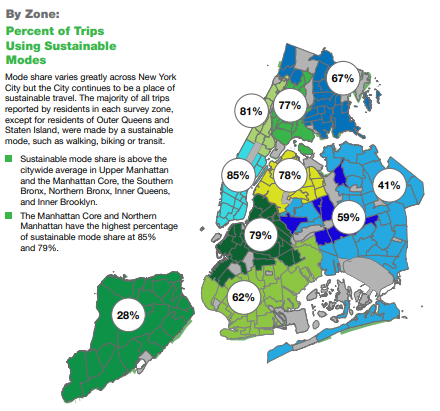 By Zone:
Percent of Trips
Using Sustainable
Modes
Mode share varies greatly across New York
City but the City continues to be a place of
sustainable travel. The majority of all trips
reported by residents in each survey zone,
except for residents of Outer Queens and
Staten Island, were made by a sustainable
mode, such as walking, biking or transit.
Sustainable mode share is above the
citywide average in Upper Manhattan
and the Manhattan Core, the Southern
Bronx, Northern Bronx, Inner Queens,
and Inner Brooklyn.
The Manhattan Core and Northern
Manhattan have the highest percentage
of sustainable mode share at 85%
and 79%.
67%
77%
81%
85%
78%
41%
59%
79%
62%
28%